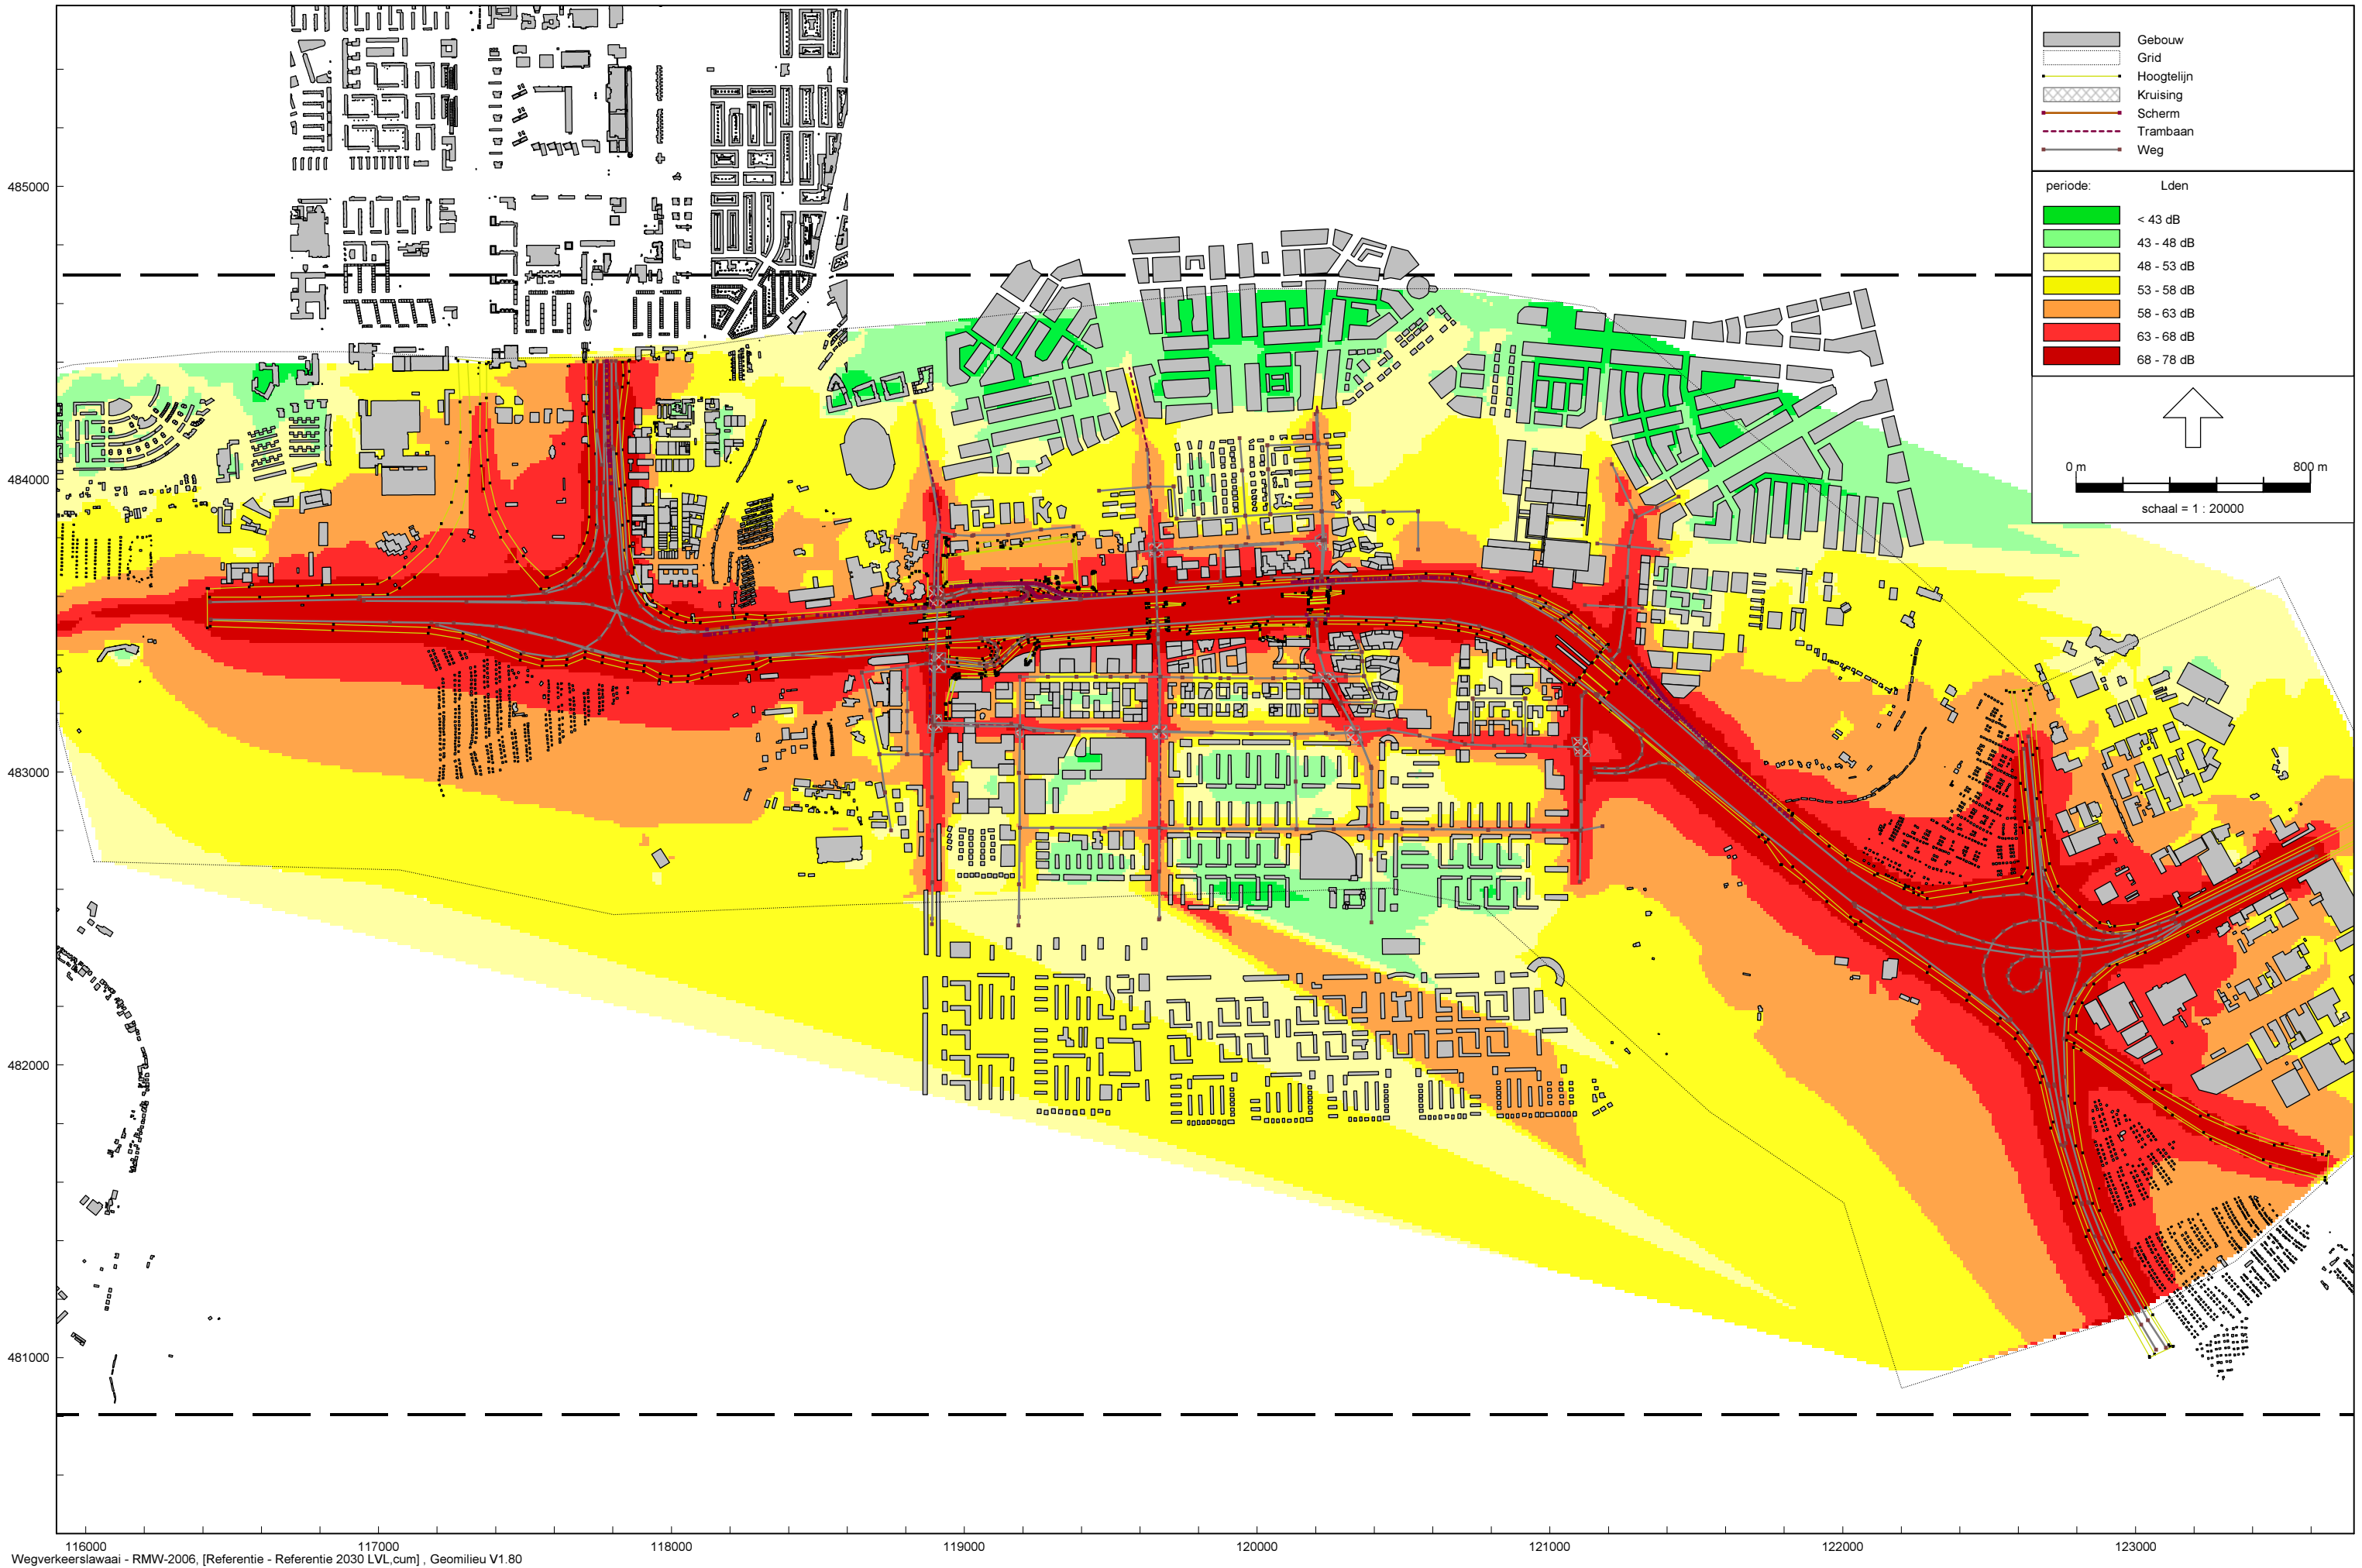 Gebouw
Grid
Hoogtelijn
Kruising
Scherm
Trambaan
Weg
periode: Lden
< 43 dB
43 - 48 dB
48 - 53 dB
53 - 58 dB
58 - 63 dB
63 - 68 dB
68 - 78 dB
0 m 800 m
schaal = 1 : 20000
485000
484000
483000
482000
481000
116000 117000 118000 119000 120000 121000 122000 123000
Wegverkeerslawaai - RMW-2006, [Referentie - Referentie 2030 LVL,cum] , Geomilieu V1.80